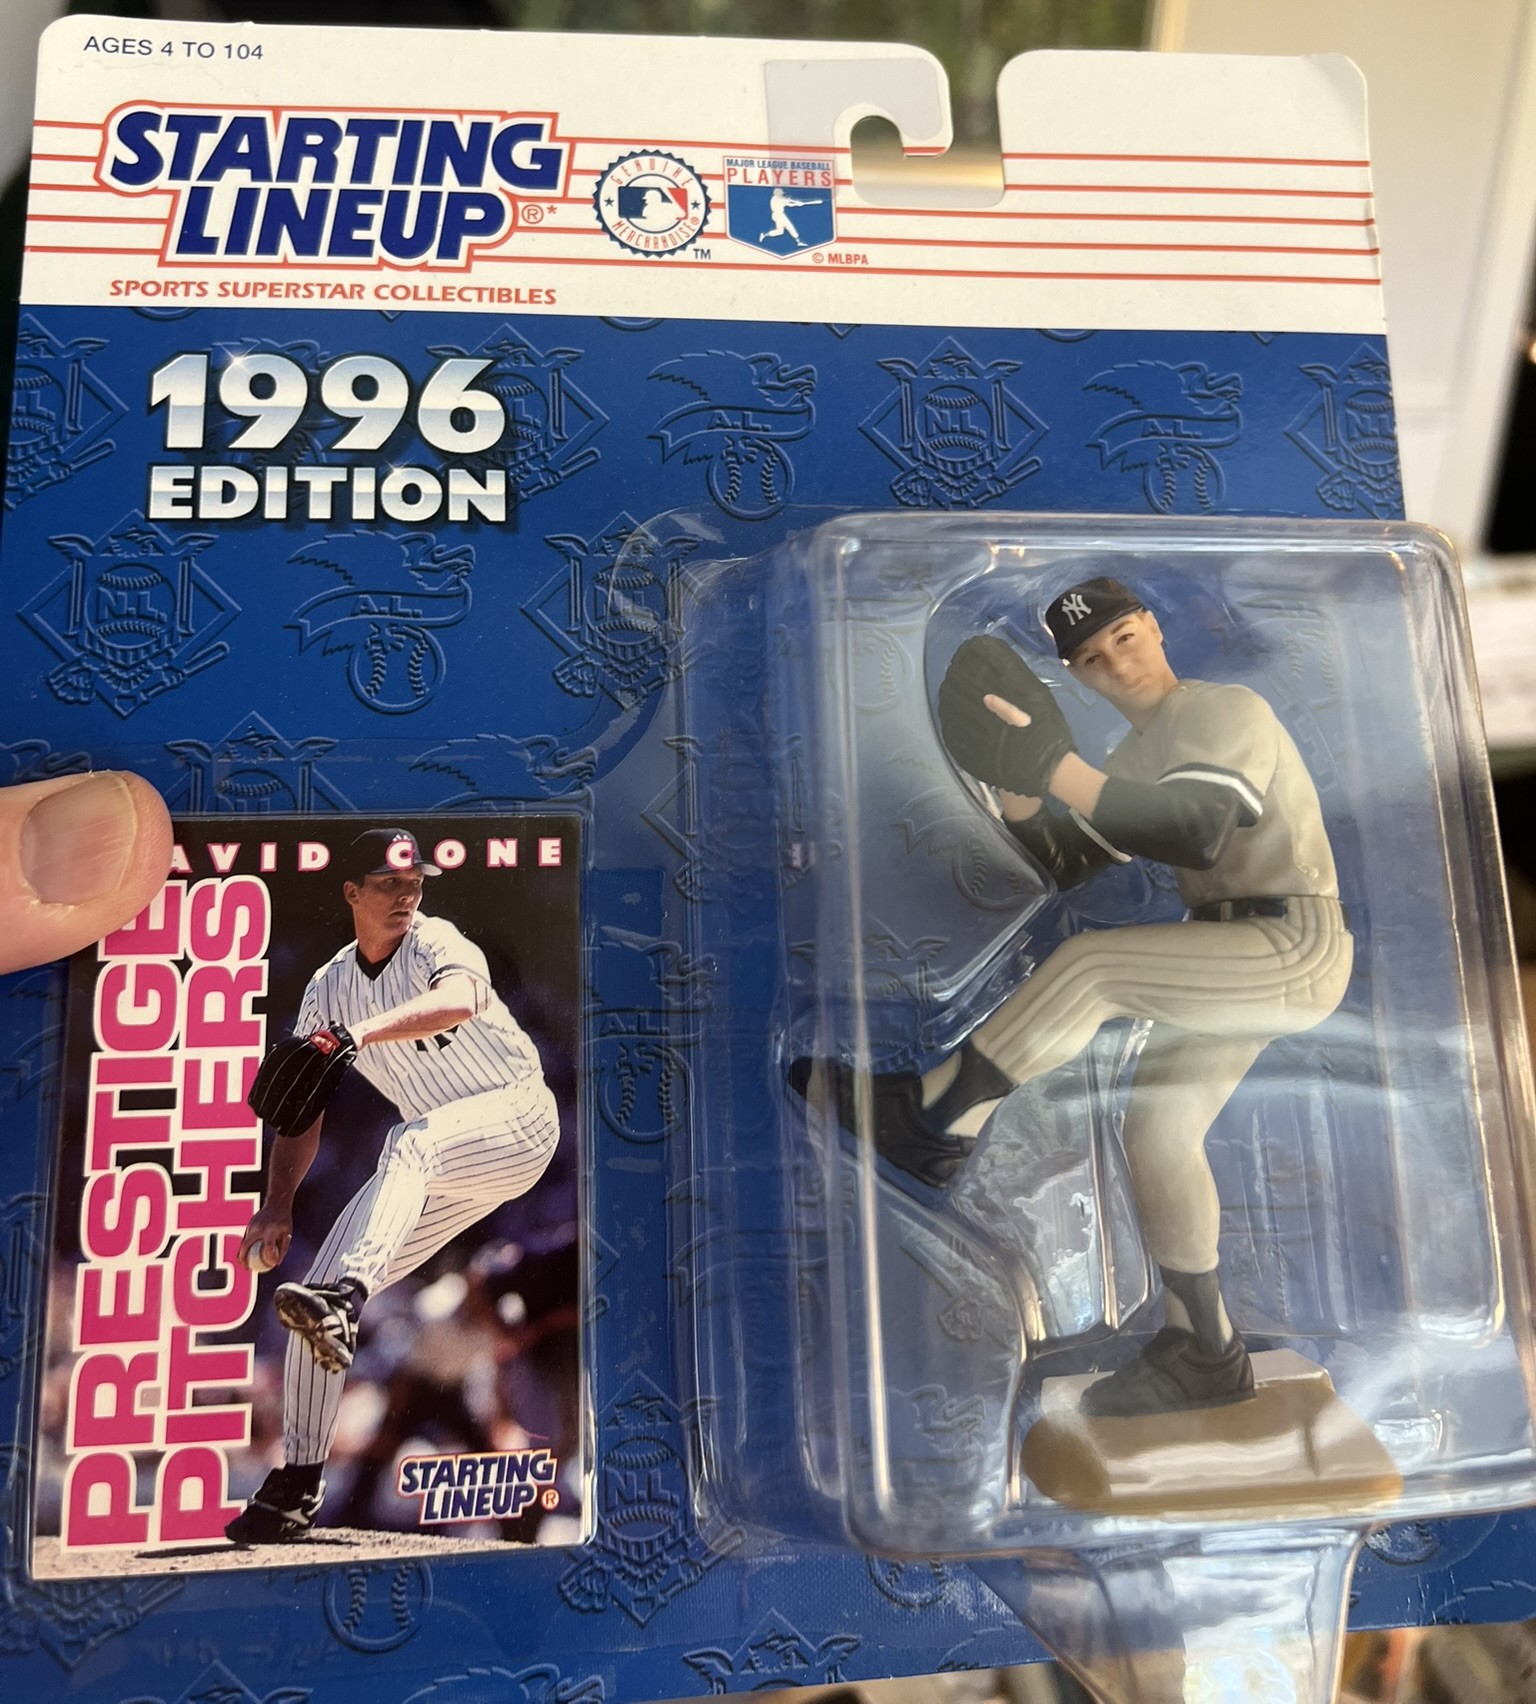 AGES 4 TO 104
STARTING
LINEUP®*
SPORTS SUPERSTAR COLLECTIBLES
GENUINE
MERCHANDISE®
TM
MAJOR LEAGUE BASEBALL
PLAYERS
© MLBPA
1996
EDITION
N.L.
A.L.
N.L.
A.L.
N.L.
N.L.
A.L.
N.L.
NY
AVID CONE
PRESTIGE
PITCHERS
STARTING
LINEUP®